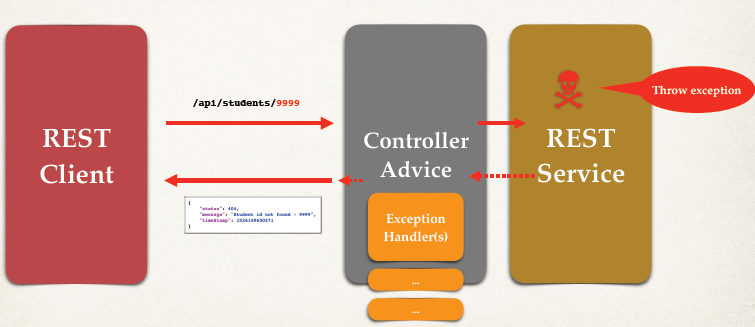 REST
Client
/api/students/9999
{
"status": 404,
"message": "Student id not found - 9999",
"timeStamp": 1526149650271
}
Controller
Advice
Exception
Handler(s)
...
...
REST
Service
Throw exception